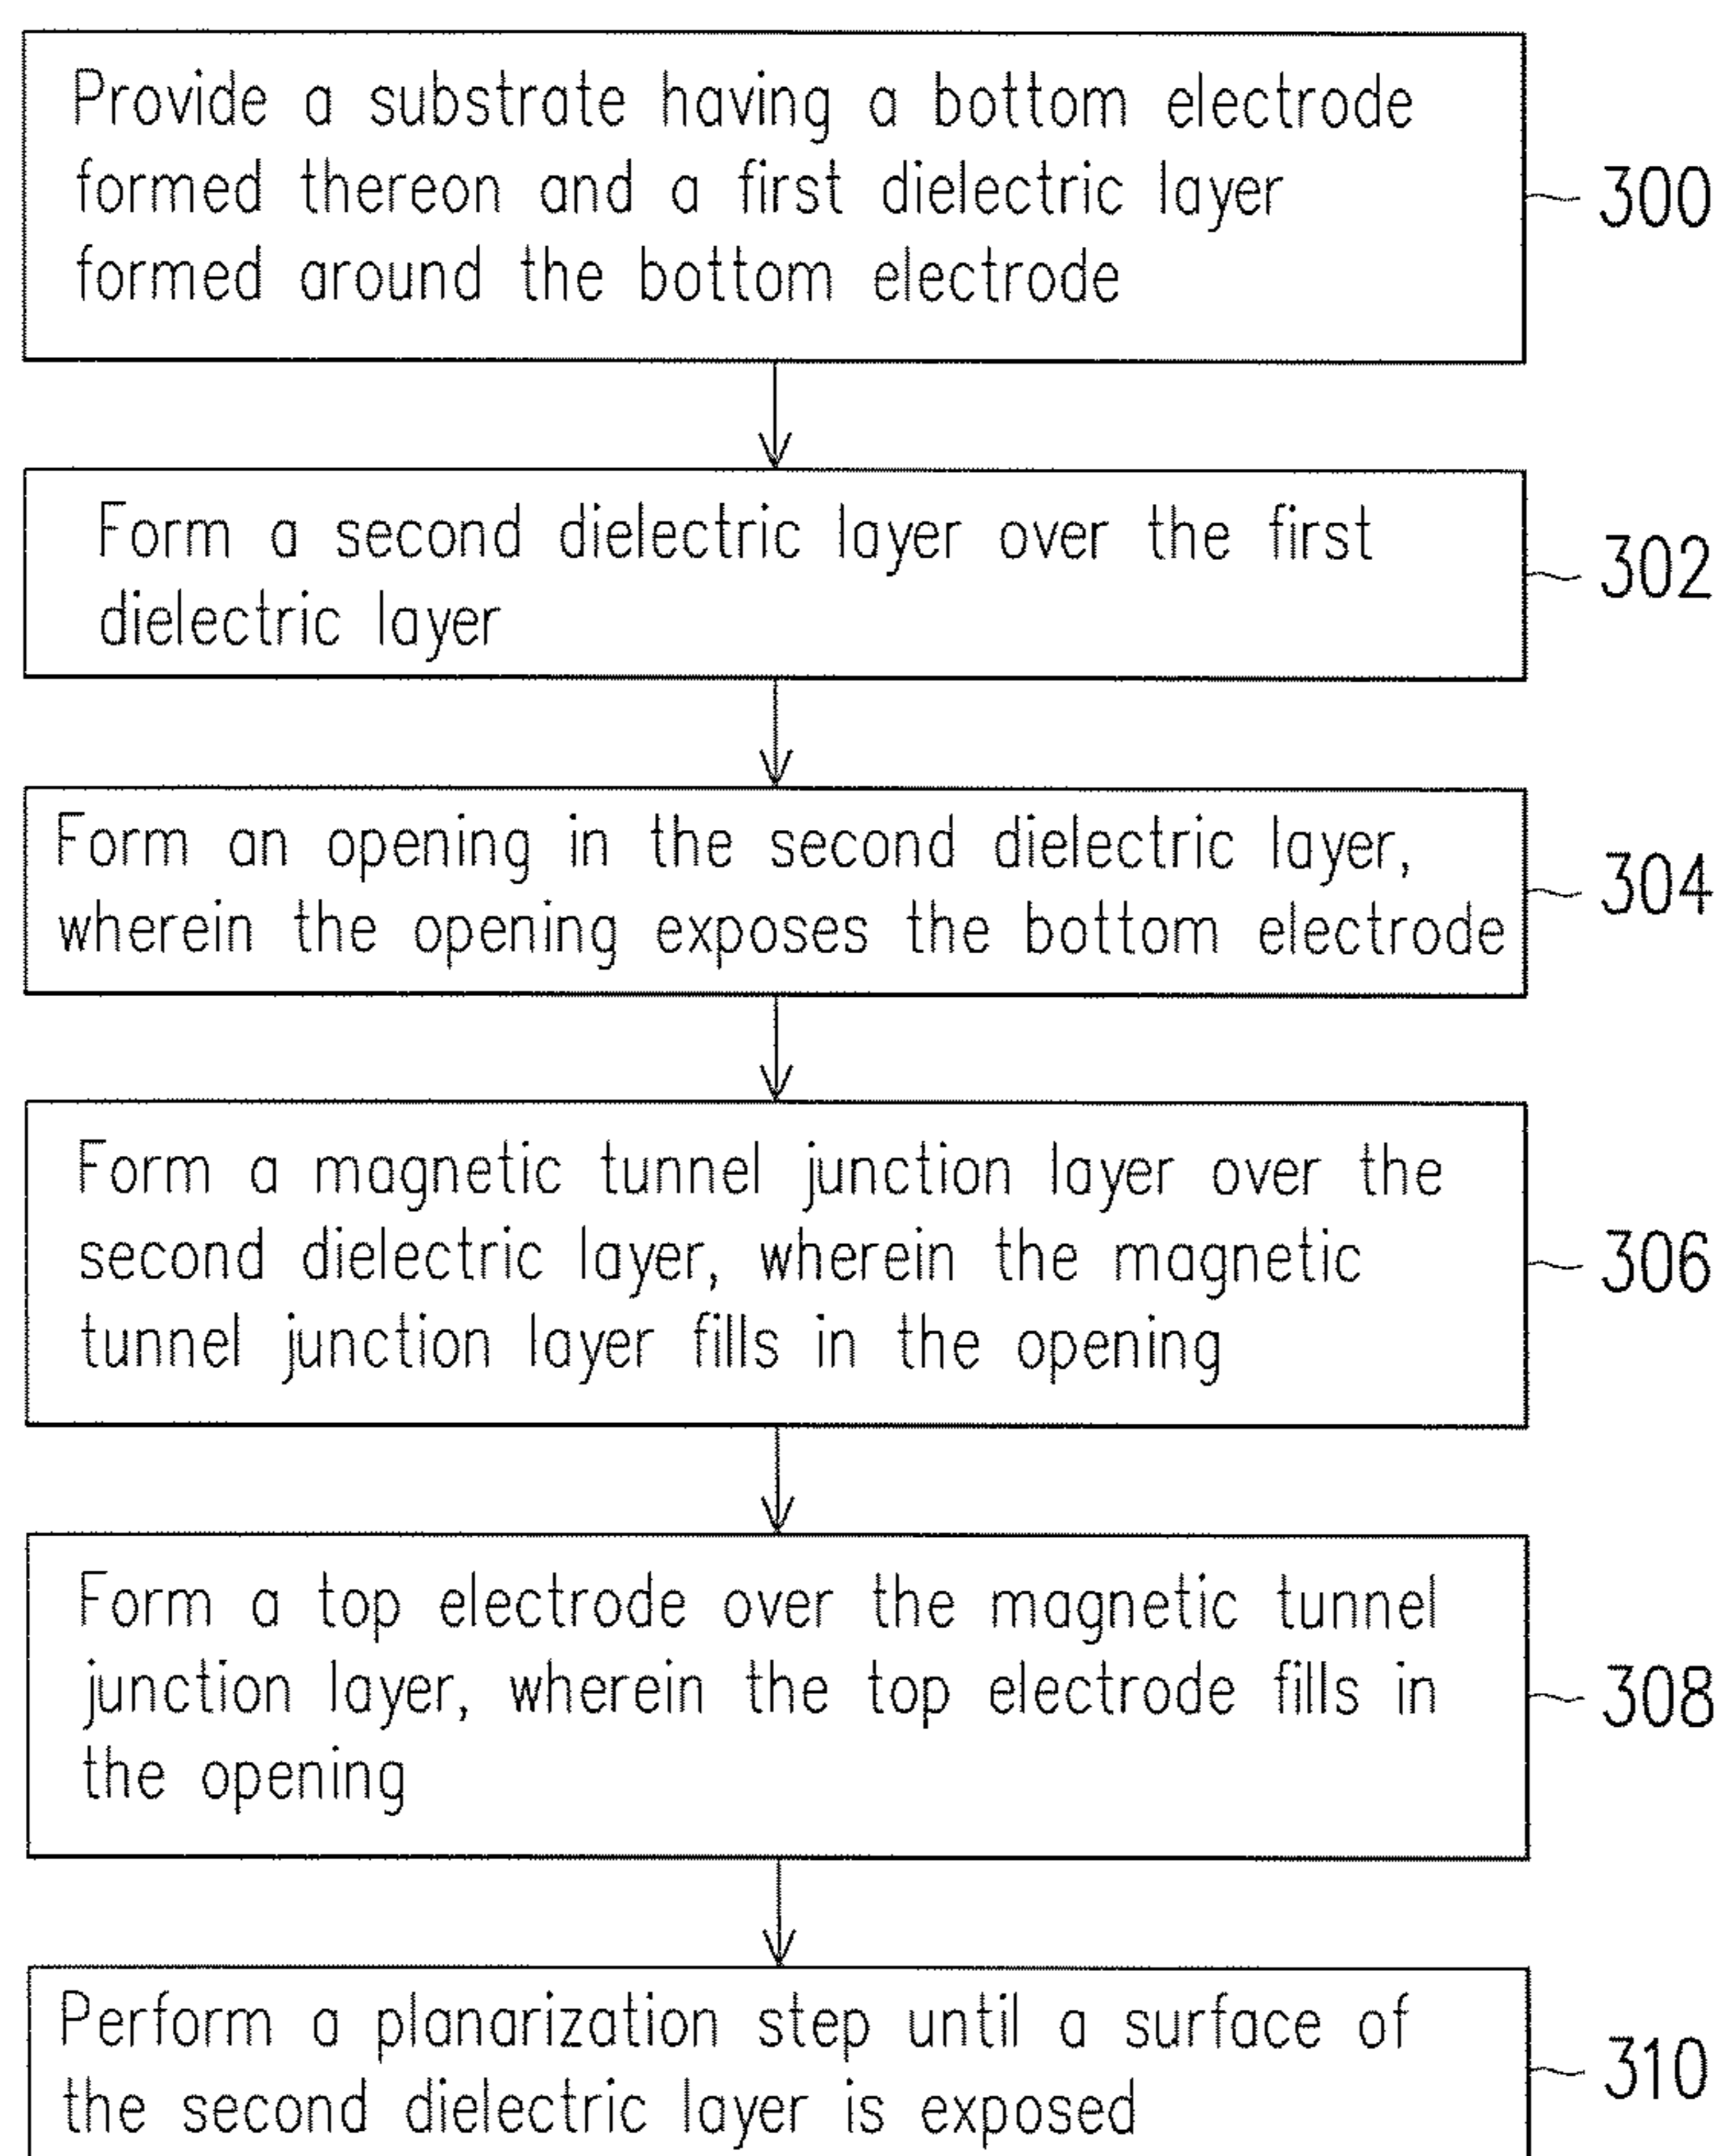 Provide a substrate having a bottom electrode
formed thereon and a first dielectric layer
formed around the bottom electrode
300
Form a second dielectric layer over the first
dielectric layer
302
Form an opening in the second dielectric layer,
wherein the opening exposes the bottom electrode
304
Form a magnetic tunnel junction layer over the
second dielectric layer, wherein the magnetic
tunnel junction layer fills in the opening
306
Form a top electrode over the magnetic tunnel
junction layer, wherein the top electrode fills in
the opening
308
Perform a planarization step until a surface of
the second dielectric layer is exposed
310